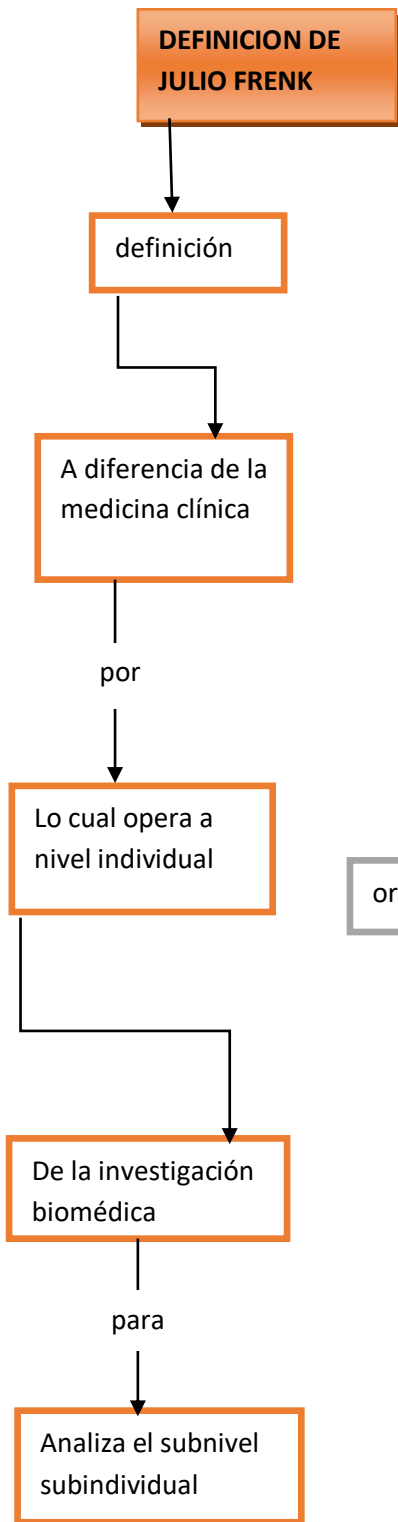 DEFINICION DE
JULIO FRENK
definición
A diferencia de la
medicina clínica
por
Lo cual opera a
nivel individual
or
De la investigación
biomédica
para
Analiza el subnivel
subindividual